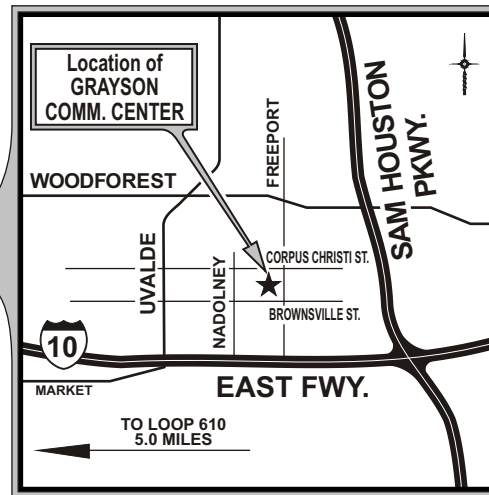 Location of
GRAYSON
COMM. CENTER
FREEPORT
SAM HOUSTON
PKWY.
WOODFOREST
UVALDE
NADOLNEY
CORPUS CHRISTI ST.
BROWNSVILLE ST.
10
MARKET
EAST FWY.
TO LOOP 610
5.0 MILES